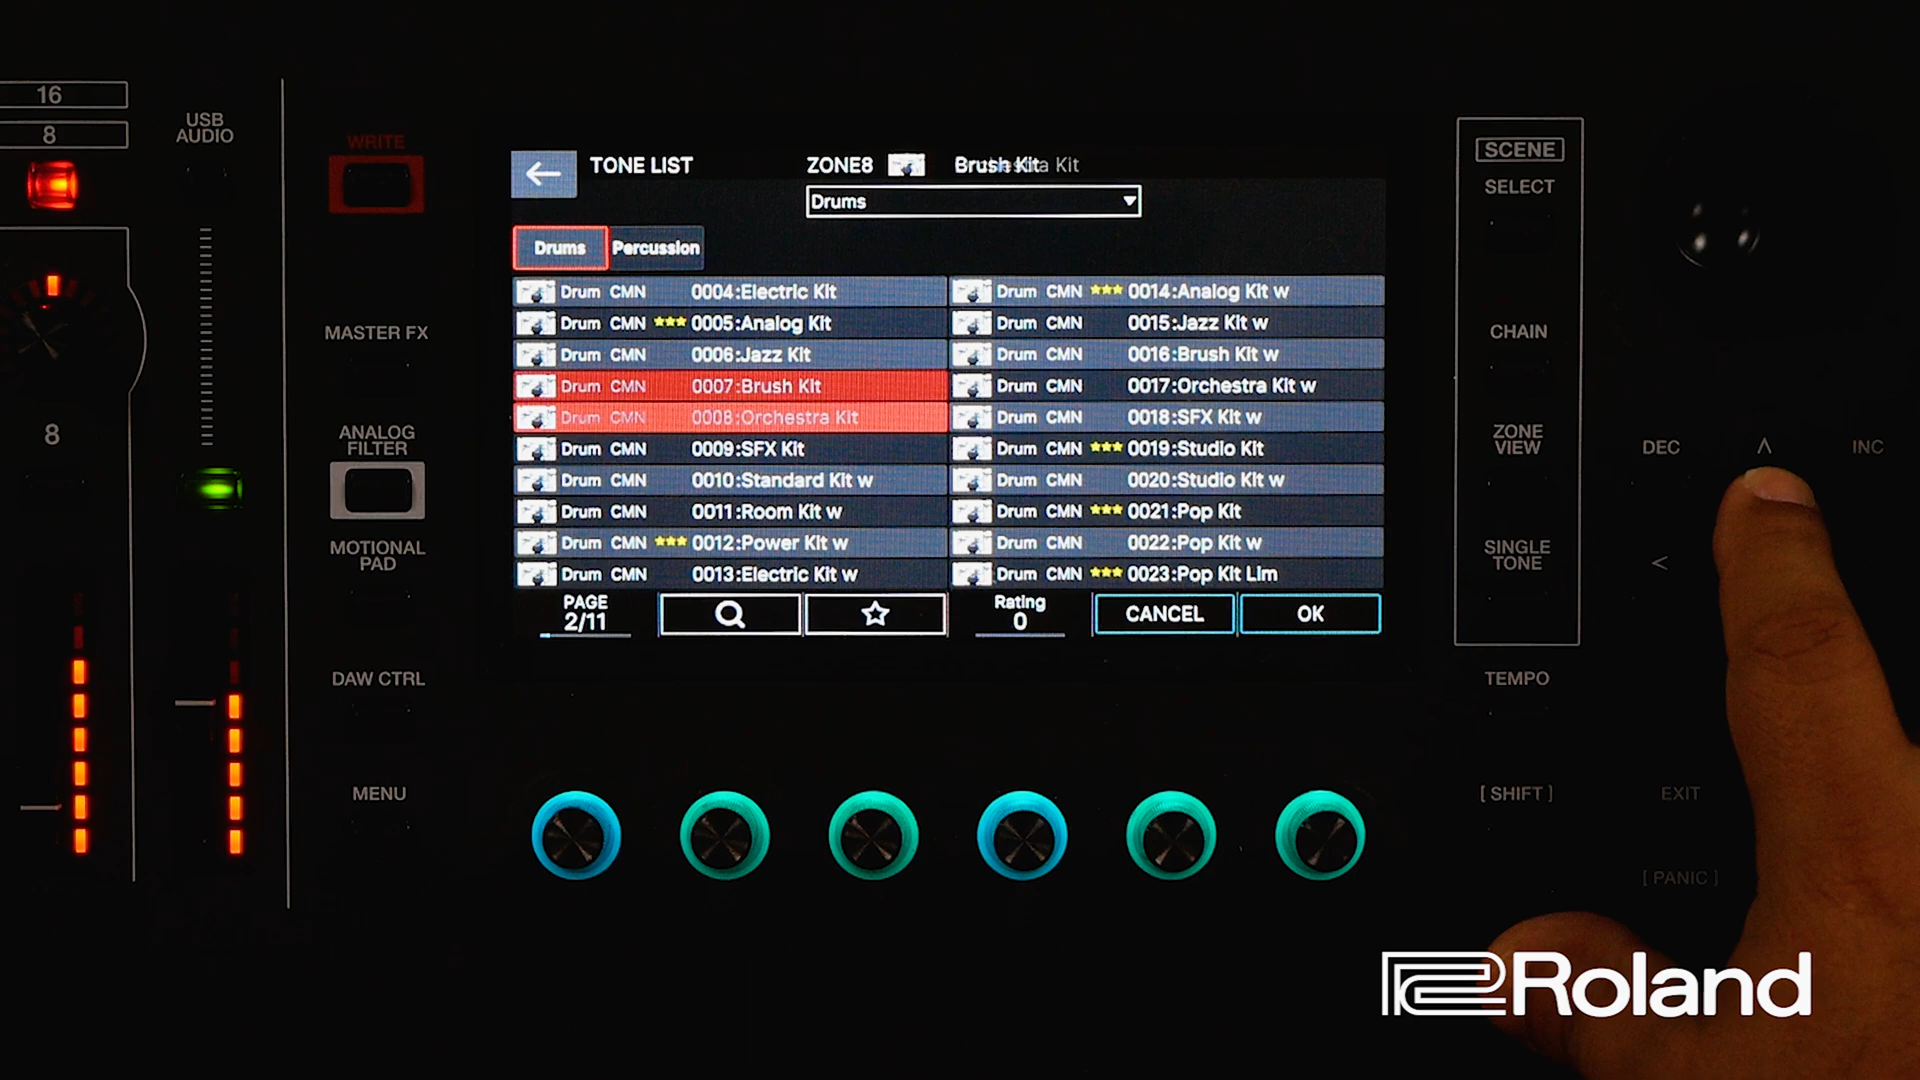 16
8
USB
AUDIO
WRITE
MASTER FX
8
ANALOG
FILTER
MOTIONAL
PAD
DAW CTRL
MENU
TONE LIST
ZONE8
Brush Kit
Drums
Drums Percussion
Drum CMN 0004:Electric Kit
Drum CMN ★★★ 0005:Analog Kit
Drum CMN 0006:Jazz Kit
Drum CMN 0007:Brush Kit
Drum CMN 0008:Orchestra Kit
Drum CMN 0009:SFX Kit
Drum CMN 0010:Standard Kit w
Drum CMN 0011:Room Kit w
Drum CMN ★★★ 0012:Power Kit w
Drum CMN 0013:Electric Kit w
Drum CMN ★★★ 0014:Analog Kit w
Drum CMN 0015:Jazz Kit w
Drum CMN 0016:Brush Kit w
Drum CMN 0017:Orchestra Kit w
Drum CMN 0018:SFX Kit w
Drum CMN ★★★ 0019:Studio Kit
Drum CMN 0020:Studio Kit w
Drum CMN ★★★ 0021:Pop Kit
Drum CMN 0022:Pop Kit w
Drum CMN ★★★ 0023:Pop Kit Lim
PAGE
2/11
Rating
0
CANCEL
OK
SCENE
SELECT
CHAIN
ZONE
VIEW
SINGLE
TONE
TEMPO
[ SHIFT ]
DEC
INC
EXIT
[ PANIC ]
Roland